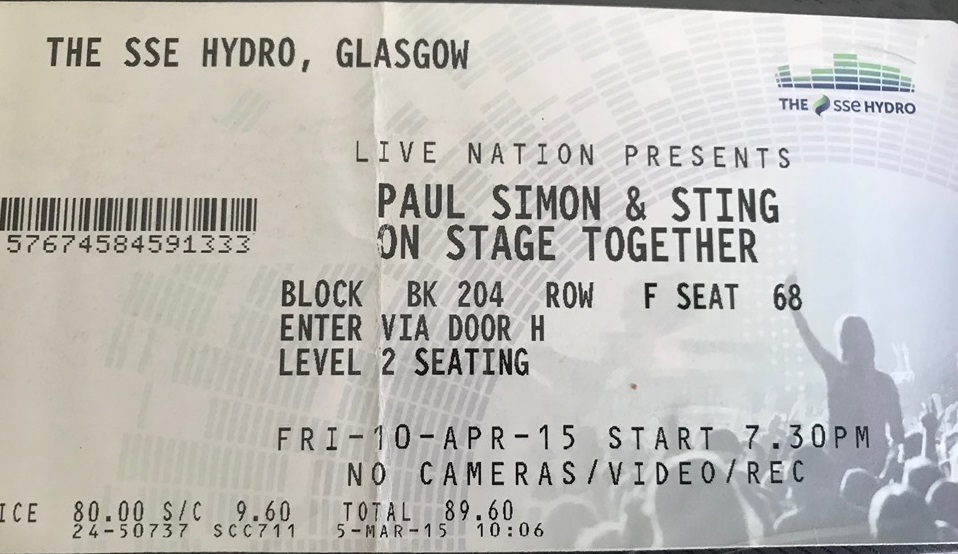 THE SSE HYDRO, GLASGOW
THE sse HYDRO
LIVE NATION PRESENTS
57674584591333
PAUL SIMON & STING
ON STAGE TOGETHER
BLOCK BK 204 ROW F SEAT 68
ENTER VIA DOOR H
LEVEL 2 SEATING
FRI-10-APR-15 START 7.30PM
NO CAMERAS/VIDEO/REC
ICE 80.00 S/C 9.60 TOTAL 89.60
24-50737 SCC711 5-MAR-15 10:06